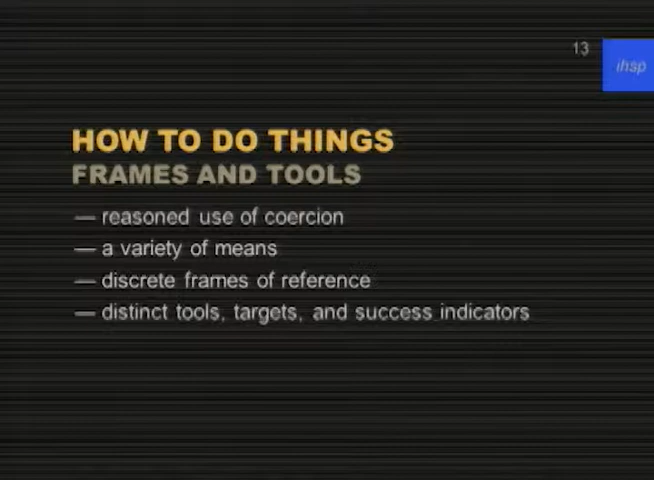 13
ihsp
HOW TO DO THINGS
FRAMES AND TOOLS
— reasoned use of coercion
— a variety of means
— discrete frames of reference
— distinct tools, targets, and success indicators